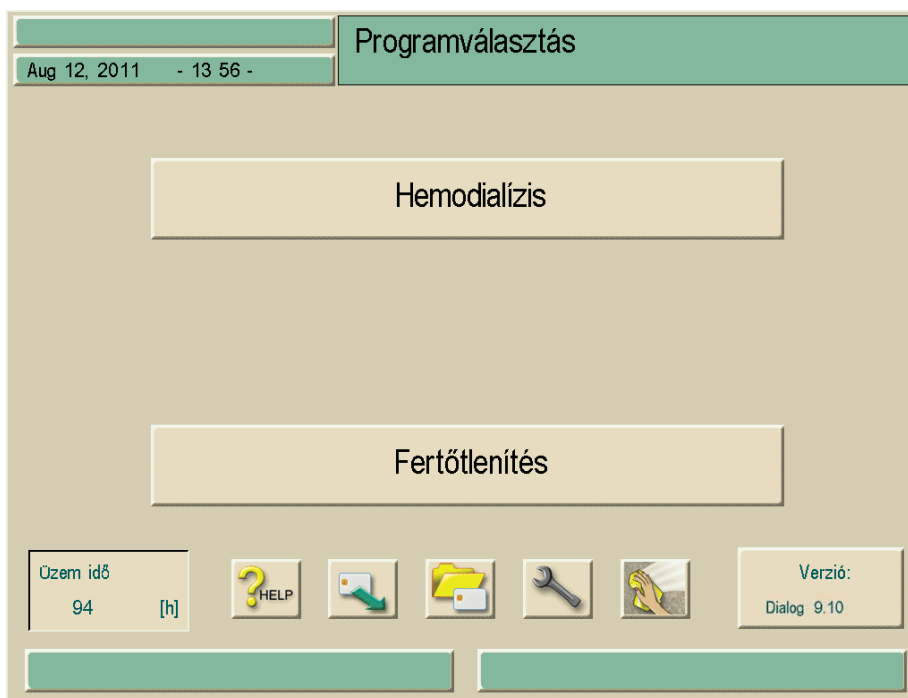 Programválasztás
Aug 12, 2011 - 13 56 -
Hemodialízis
Fertőtlenítés
Üzem idő
94 [h]
HELP
Verzió:
Dialog 9.10